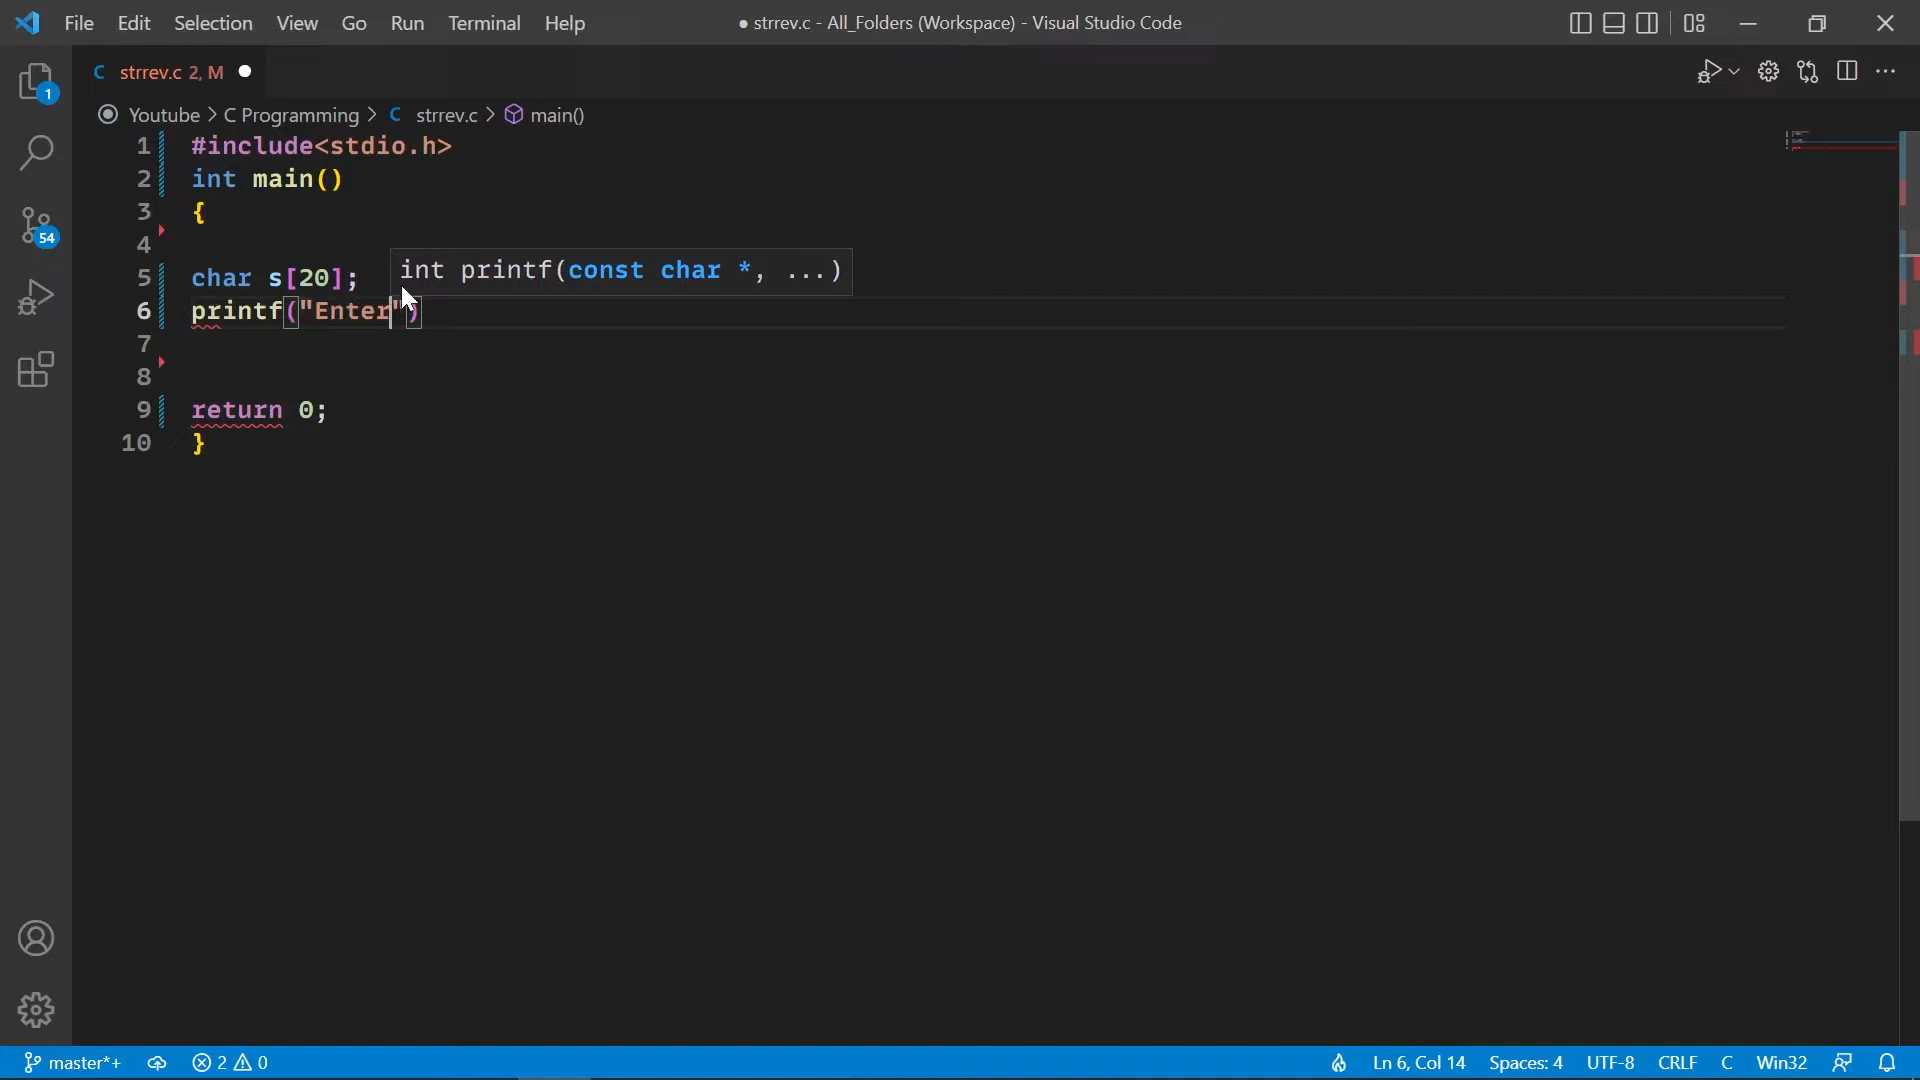 File Edit Selection View Go Run Terminal Help
● strrev.c - All_Folders (Workspace) - Visual Studio Code
C strrev.c 2, M
Youtube > C Programming > C strrev.c > main()
1 #include<stdio.h>
2 int main()
3 {
4
5 char s[20];
int printf(const char *, ...)
6 printf("Enter")
7
8
9 return 0;
10 }
1
54
master*+ 2 0 Ln 6, Col 14 Spaces: 4 UTF-8 CRLF C Win32